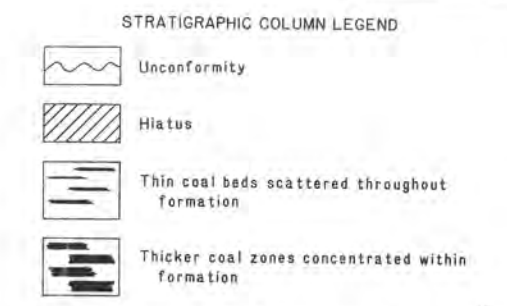 STRATIGRAPHIC COLUMN LEGEND
Unconformity
Hiatus
Thin coal beds scattered throughout
formation
Thicker coal zones concentrated within
formation